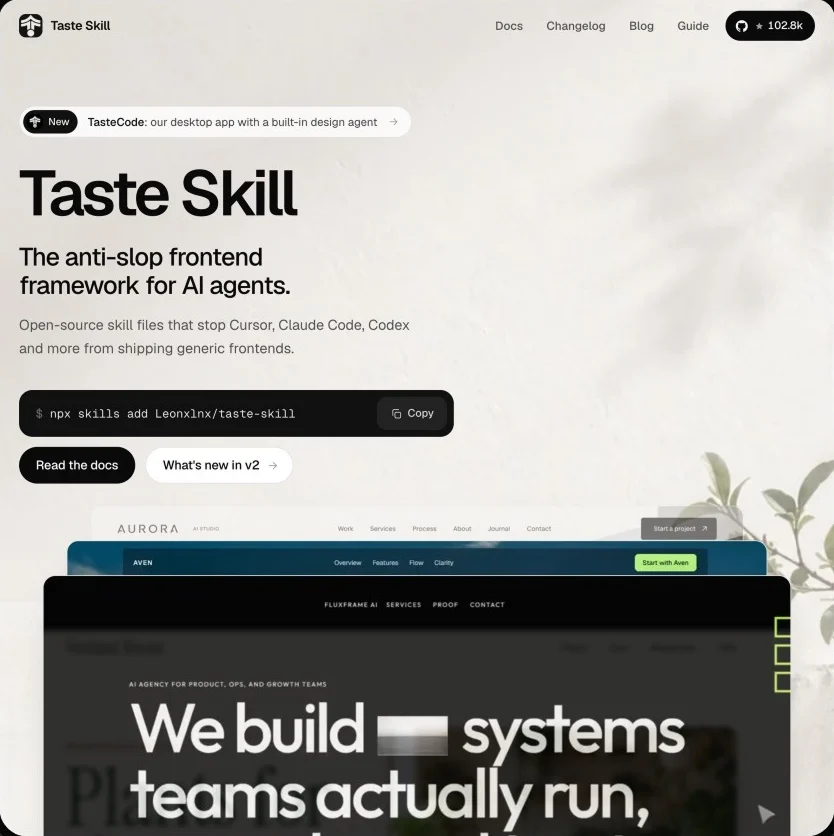 Taste Skill
Docs
Changelog
Blog
Guide
★ 102.8k
New
TasteCode: our desktop app with a built-in design agent →
Taste Skill
The anti-slop frontend
framework for AI agents.
Open-source skill files that stop Cursor, Claude Code, Codex
and more from shipping generic frontends.
$ npx skills add Leonxlnx/taste-skill
Copy
Read the docs
What's new in v2 →
AURORA AI STUDIO
Work
Services
Process
About
Journal
Contact
Start a project ↗
AVEN
Overview
Features
Flow
Clarity
Start with Aven
FLUXFRAME AI SERVICES PROOF CONTACT
AI AGENCY FOR PRODUCT, OPS, AND GROWTH TEAMS
We build systems
teams actually run,